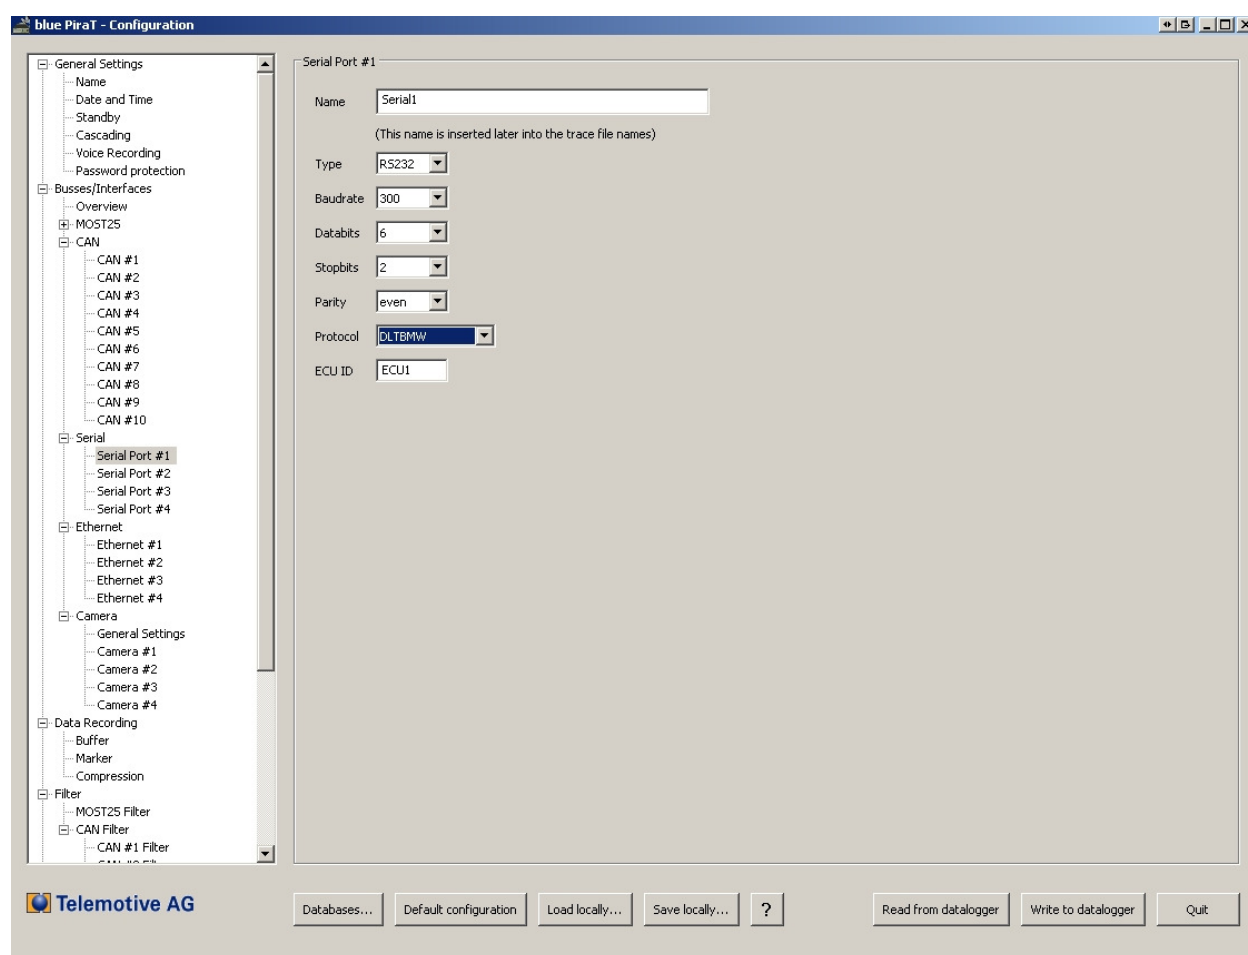 blue PiraT - Configuration
General Settings
Name
Date and Time
Standby
Cascading
Voice Recording
Password protection
Busses/Interfaces
Overview
MOST25
CAN
CAN #1
CAN #2
CAN #3
CAN #4
CAN #5
CAN #6
CAN #7
CAN #8
CAN #9
CAN #10
Serial
Serial Port #1
Serial Port #2
Serial Port #3
Serial Port #4
Ethernet
Ethernet #1
Ethernet #2
Ethernet #3
Ethernet #4
Camera
General Settings
Camera #1
Camera #2
Camera #3
Camera #4
Data Recording
Buffer
Marker
Compression
Filter
MOST25 Filter
CAN Filter
CAN #1 Filter
Serial Port #1
Name Serial1
(This name is inserted later into the trace file names)
Type RS232
Baudrate 300
Databits 6
Stopbits 2
Parity even
Protocol DLTBMW
ECU ID ECU1
Telemotive AG
Databases... Default configuration Load locally... Save locally... ? Read from datalogger Write to datalogger Quit